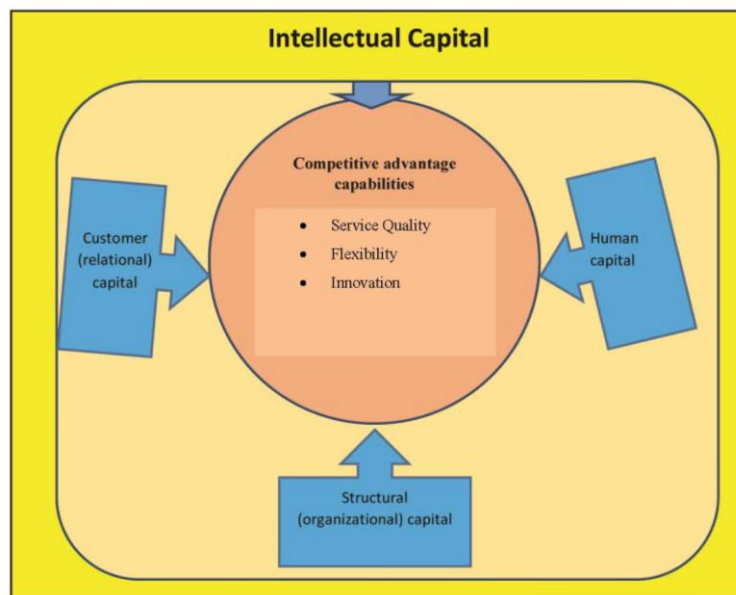 Intellectual Capital
Competitive advantage
capabilities
• Service Quality
• Flexibility
• Innovation
Customer
(relational)
capital
Human
capital
Structural
(organizational) capital